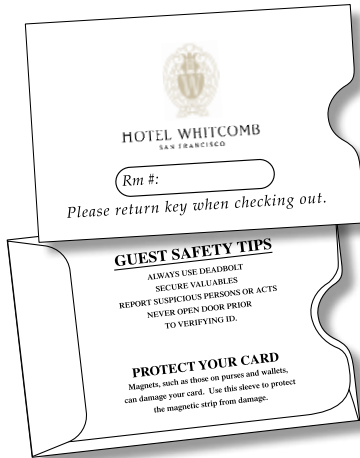 HOTEL WHITCOMB
SAN FRANCISCO
Rm #:
Please return key when checking out.
GUEST SAFETY TIPS
ALWAYS USE DEADBOLT
SECURE VALUABLES
REPORT SUSPICIOUS PERSONS OR ACTS
NEVER OPEN DOOR PRIOR
TO VERIFYING ID.
PROTECT YOUR CARD
Magnets, such as those on purses and wallets,
can damage your card. Use this sleeve to protect
the magnetic strip from damage.